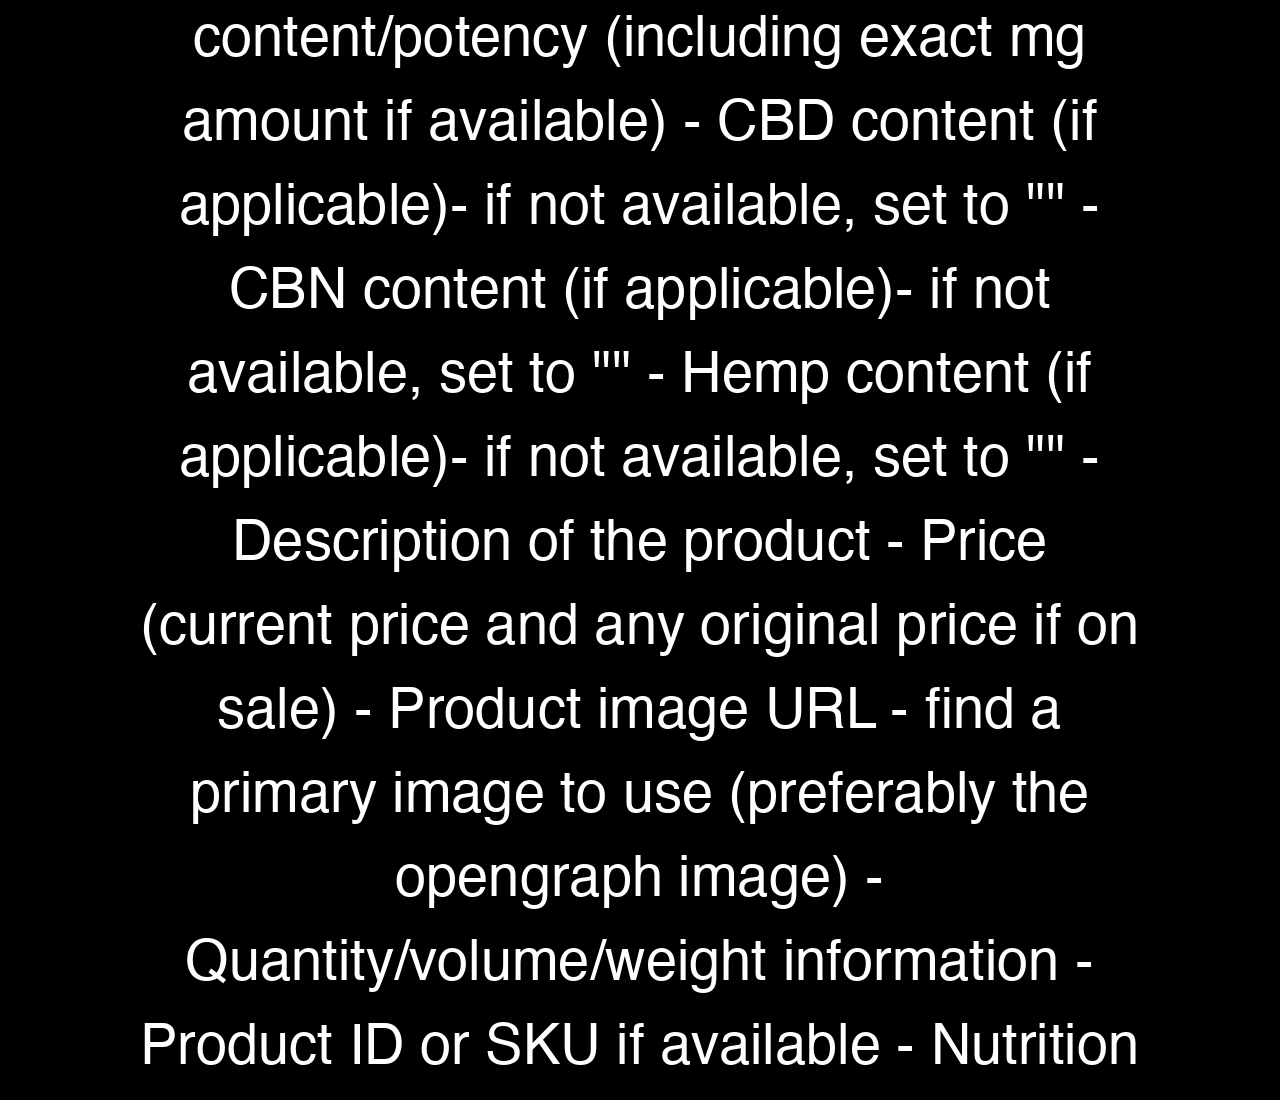 content/potency (including exact mg
amount if available) - CBD content (if
applicable)- if not available, set to "" -
CBN content (if applicable)- if not
available, set to "" - Hemp content (if
applicable)- if not available, set to "" -
Description of the product - Price
(current price and any original price if on
sale) - Product image URL - find a
primary image to use (preferably the
opengraph image) -
Quantity/volume/weight information -
Product ID or SKU if available - Nutrition